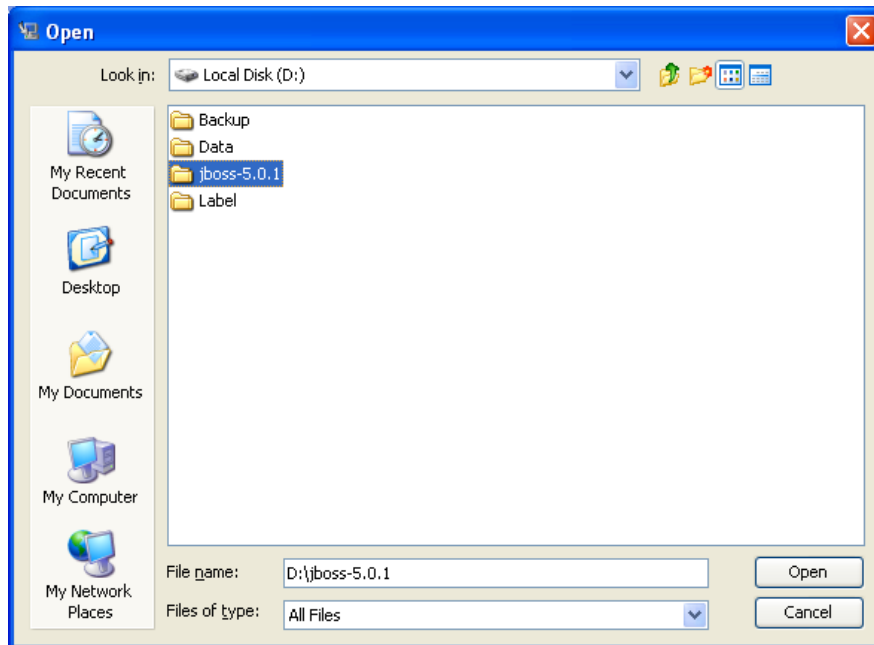 Open
Look in:
Local Disk (D:)
My Recent
Documents
Desktop
My Documents
My Computer
My Network
Places
Backup
Data
jboss-5.0.1
Label
File name:
D:\jboss-5.0.1
Open
Files of type:
All Files
Cancel